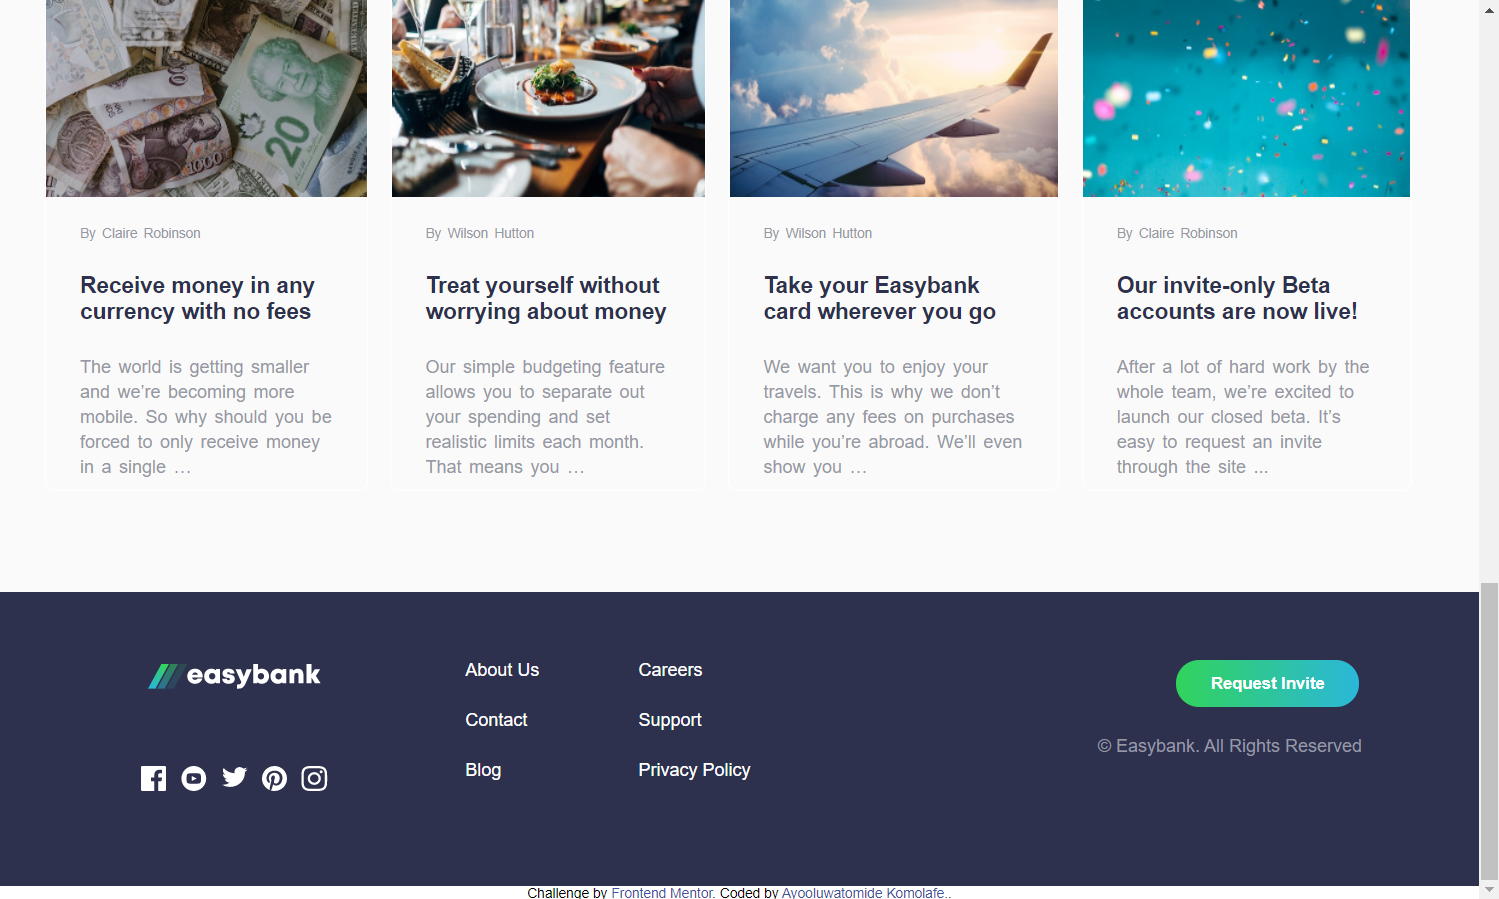 20
1000
By Claire Robinson
Receive money in any
currency with no fees
The world is getting smaller
and we’re becoming more
mobile. So why should you be
forced to only receive money
in a single …
By Wilson Hutton
Treat yourself without
worrying about money
Our simple budgeting feature
allows you to separate out
your spending and set
realistic limits each month.
That means you …
By Wilson Hutton
Take your Easybank
card wherever you go
We want you to enjoy your
travels. This is why we don’t
charge any fees on purchases
while you’re abroad. We’ll even
show you …
By Claire Robinson
Our invite-only Beta
accounts are now live!
After a lot of hard work by the
whole team, we’re excited to
launch our closed beta. It’s
easy to request an invite
through the site ...
easybank
About Us
Contact
Blog
Careers
Support
Privacy Policy
Request Invite
© Easybank. All Rights Reserved
Challenge by Frontend Mentor. Coded by Ayooluwatomide Komolafe..